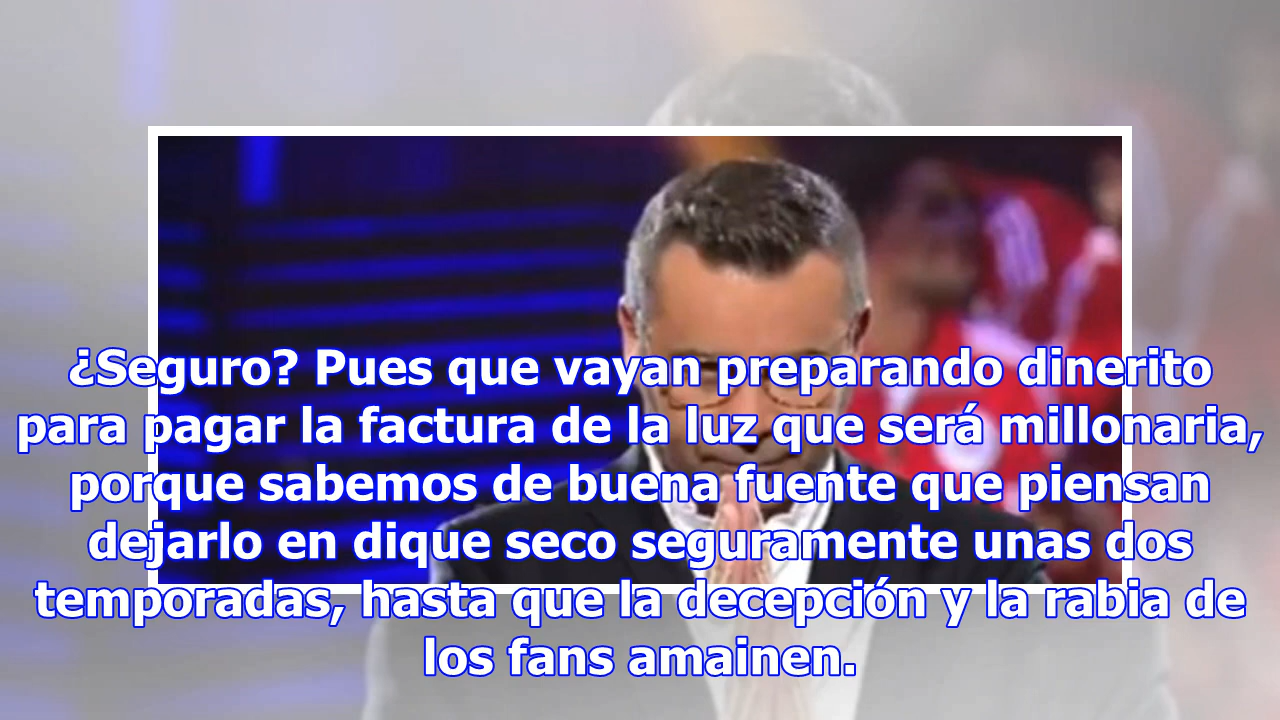 ¿Seguro? Pues que vayan preparando dinerito
para pagar la factura de la luz que será millonaria,
porque sabemos de buena fuente que piensan
dejarlo en dique seco seguramente unas dos
temporadas, hasta que la decepción y la rabia de
los fans amainen.